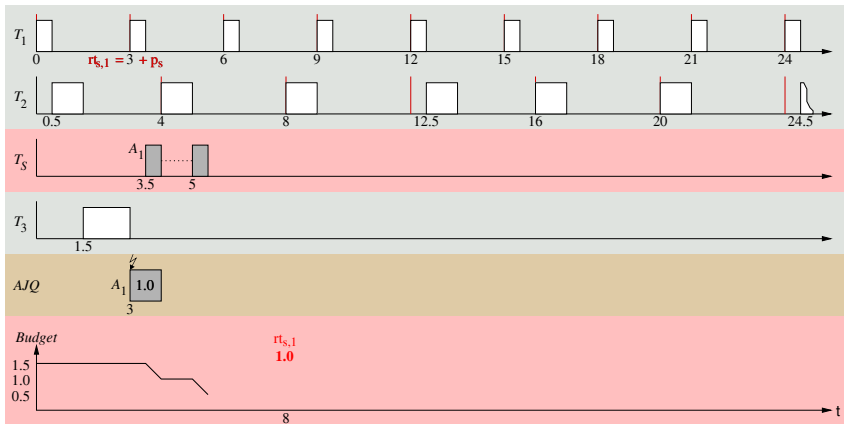 T1
0 3 6 9 12 15 18 21 24
rts,1 = 3 + ps
T2
0.5 4 8 12.5 16 20 24.5
TS
A1
3.5 5
T3
1.5
AJQ
A1 1.0
3
Budget
rts,1
1.0
1.5
1.0
0.5
t
8